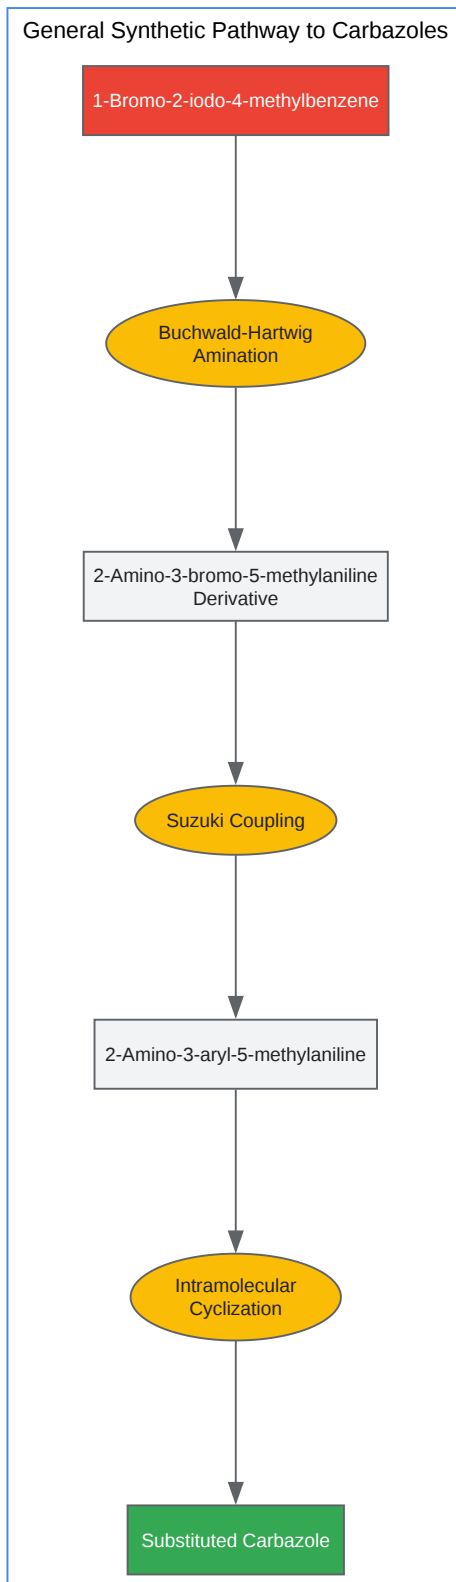 General Synthetic Pathway to Carbazoles
1-Bromo-2-iodo-4-methylbenzene
Buchwald-Hartwig
Amination
2-Amino-3-bromo-5-methylaniline
Derivative
Suzuki Coupling
2-Amino-3-aryl-5-methylaniline
Intramolecular
Cyclization
Substituted Carbazole